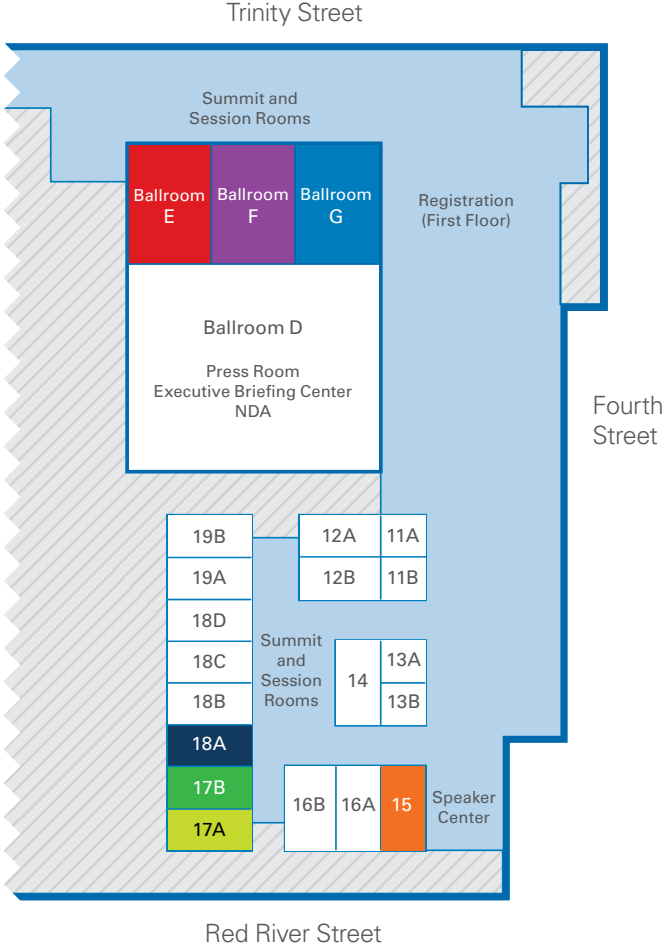 Trinity Street
Summit and
Session Rooms
Ballroom
E
Ballroom
F
Ballroom
G
Registration
(First Floor)
Ballroom D
Press Room
Executive Briefing Center
NDA
Fourth
Street
19B
12A
11A
19A
12B
11B
18D
18C
18B
Summit
and
Session
Rooms
14
13A
13B
18A
17B
17A
16B
16A
15
Speaker
Center
Red River Street